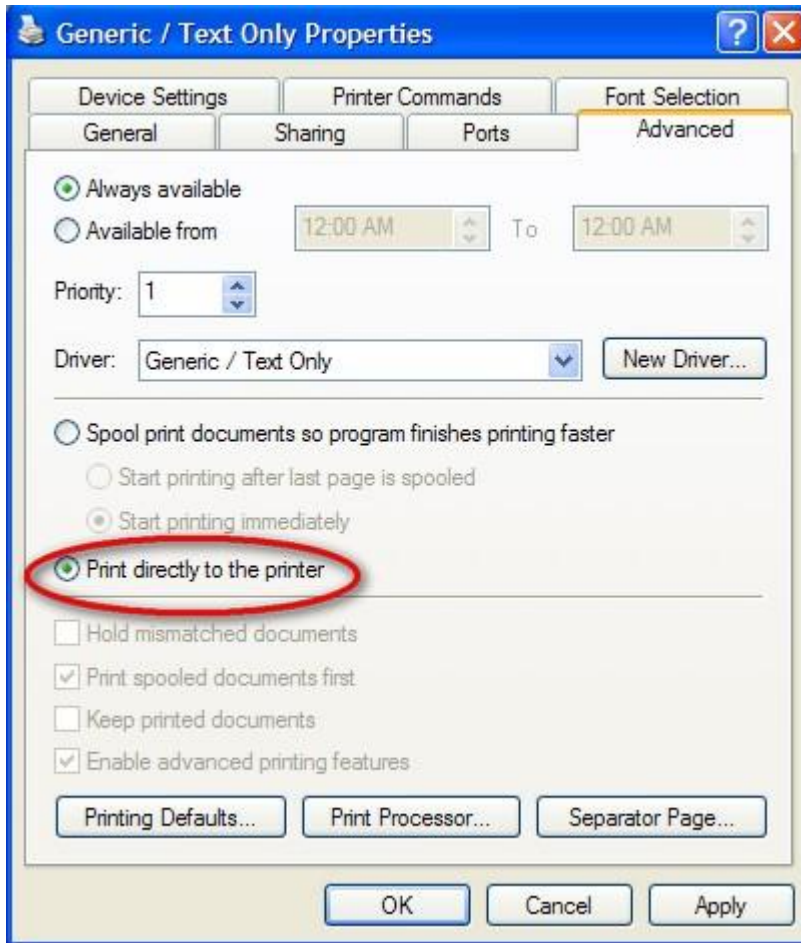 Generic / Text Only Properties
?
X
Device Settings Printer Commands Font Selection
General Sharing Ports Advanced
Always available
Available from 12:00 AM To 12:00 AM
Priority: 1
Driver: Generic / Text Only New Driver...
Spool print documents so program finishes printing faster
Start printing after last page is spooled
Start printing immediately
Print directly to the printer
Hold mismatched documents
Print spooled documents first
Keep printed documents
Enable advanced printing features
Printing Defaults... Print Processor... Separator Page...
OK Cancel Apply